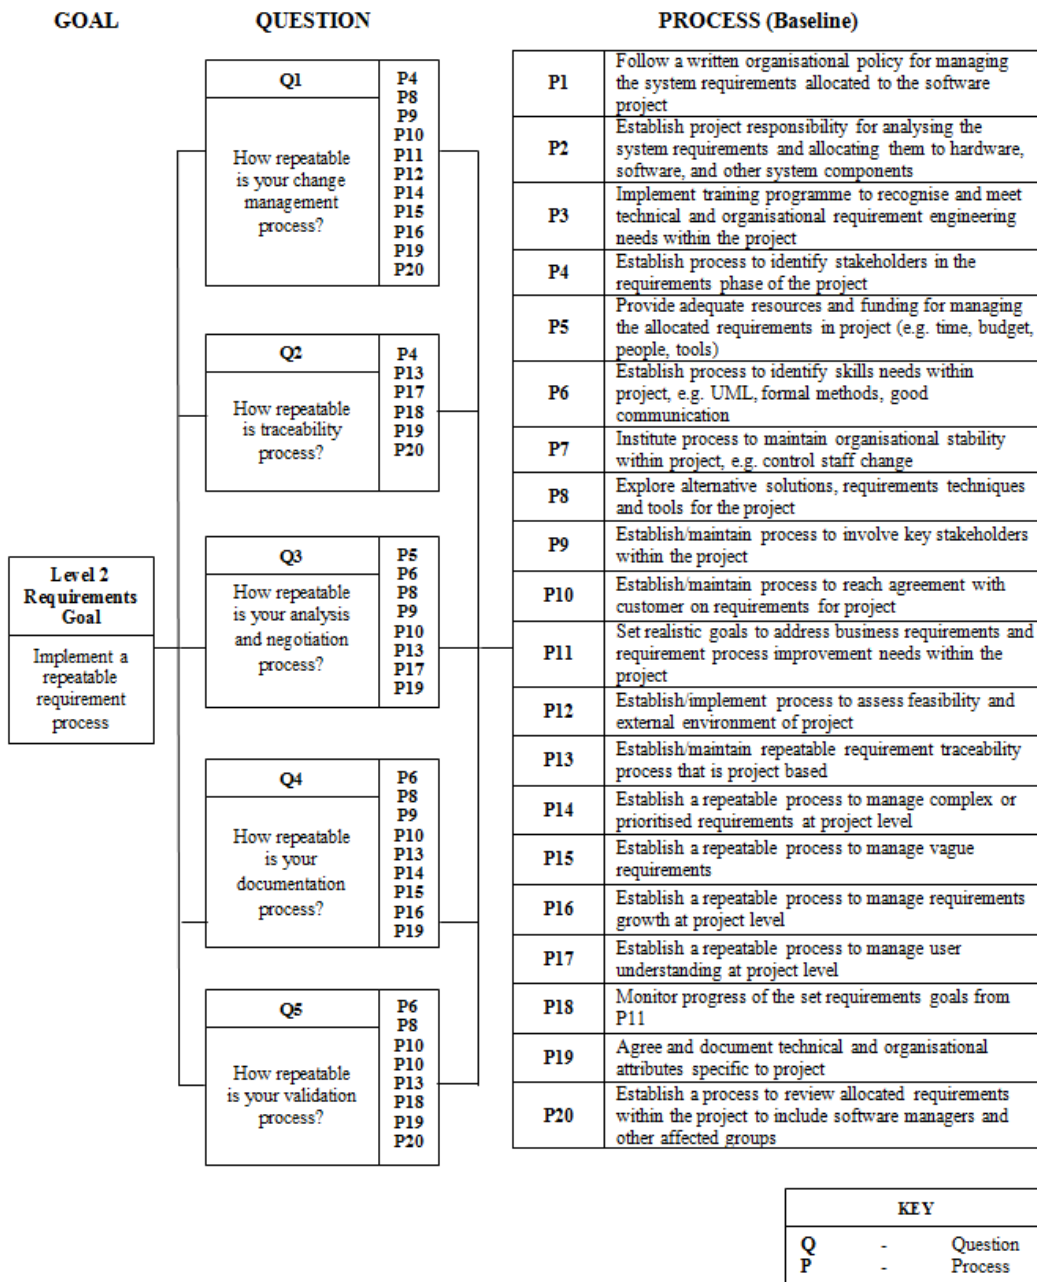 GOAL
QUESTION
PROCESS (Baseline)
Level 2
Requirements
Goal
Implement a
repeatable
requirement
process
Q1
How repeatable
is your change
management
process?
P4
P8
P9
P10
P11
P12
P14
P15
P16
P19
P20
Q2
How repeatable
is traceability
process?
P4
P13
P17
P18
P19
P20
Q3
How repeatable
is your analysis
and negotiation
process?
P5
P6
P8
P9
P10
P13
P17
P19
Q4
How repeatable
is your
documentation
process?
P6
P8
P9
P10
P13
P14
P15
P16
P19
Q5
How repeatable
is your validation
process?
P6
P8
P10
P10
P13
P18
P19
P20
P1
Follow a written organisational policy for managing
the system requirements allocated to the software
project
P2
Establish project responsibility for analysing the
system requirements and allocating them to hardware,
software, and other system components
P3
Implement training programme to recognise and meet
technical and organisational requirement engineering
needs within the project
P4
Establish process to identify stakeholders in the
requirements phase of the project
P5
Provide adequate resources and funding for managing
the allocated requirements in project (e.g. time, budget,
people, tools)
P6
Establish process to identify skills needs within
project, e.g. UML, formal methods, good
communication
P7
Institute process to maintain organisational stability
within project, e.g. control staff change
P8
Explore alternative solutions, requirements techniques
and tools for the project
P9
Establish/maintain process to involve key stakeholders
within the project
P10
Establish/maintain process to reach agreement with
customer on requirements for project
P11
Set realistic goals to address business requirements and
requirement process improvement needs within the
project
P12
Establish/implement process to assess feasibility and
external environment of project
P13
Establish/maintain repeatable requirement traceability
process that is project based
P14
Establish a repeatable process to manage complex or
prioritised requirements at project level
P15
Establish a repeatable process to manage vague
requirements
P16
Establish a repeatable process to manage requirements
growth at project level
P17
Establish a repeatable process to manage user
understanding at project level
P18
Monitor progress of the set requirements goals from
P11
P19
Agree and document technical and organisational
attributes specific to project
P20
Establish a process to review allocated requirements
within the project to include software managers and
other affected groups
KEY
Q - Question
P - Process